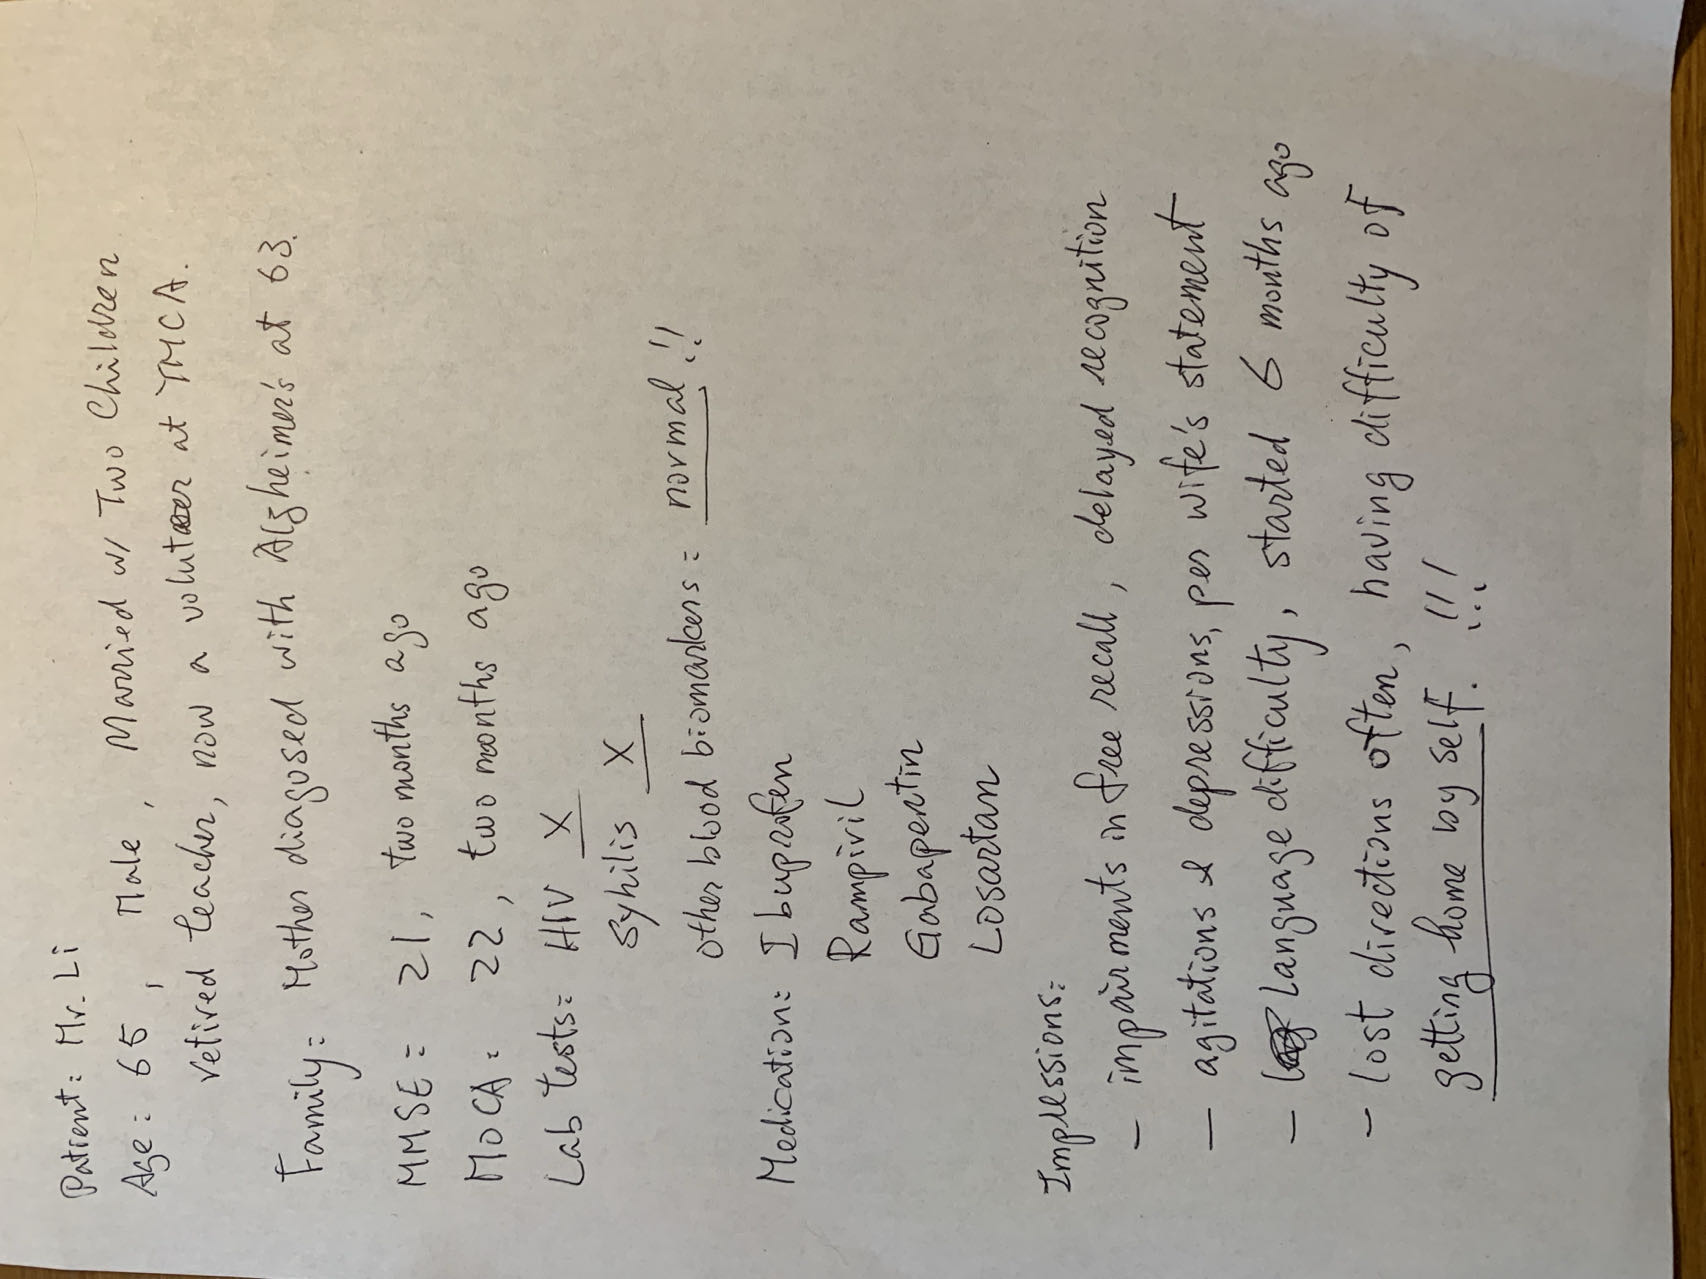 Patient: Mr. Li
Age: 65, Male, Married w/ Two Children
retired teacher, now a voluteer at YMCA.
Family: Mother diagosed with Alzheimer's at 63.
MMSE: 21, two months ago
MoCA: 22, two months ago
Lab tests: HIV X
Syhilis X
other blood biomarkers: normal!!
Medication: Ibuprofen
Rampiril
Gabapentin
Losartan
Impressions:
- impairments in free recall, delayed recognition
- agitations & depressions, per wife's statement
- Language difficulty, started 6 months ago
- lost directions often, having difficulty of
getting home by self. !!!